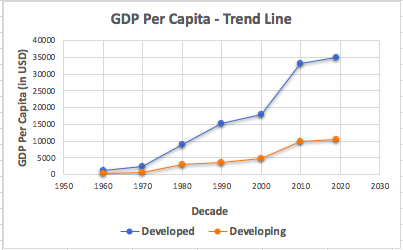 GDP Per Capita - Trend Line
GDP Per Capita (In USD)
40000
35000
30000
25000
20000
15000
10000
5000
0
1950 1960 1970 1980 1990 2000 2010 2020 2030
Decade
Developed Developing